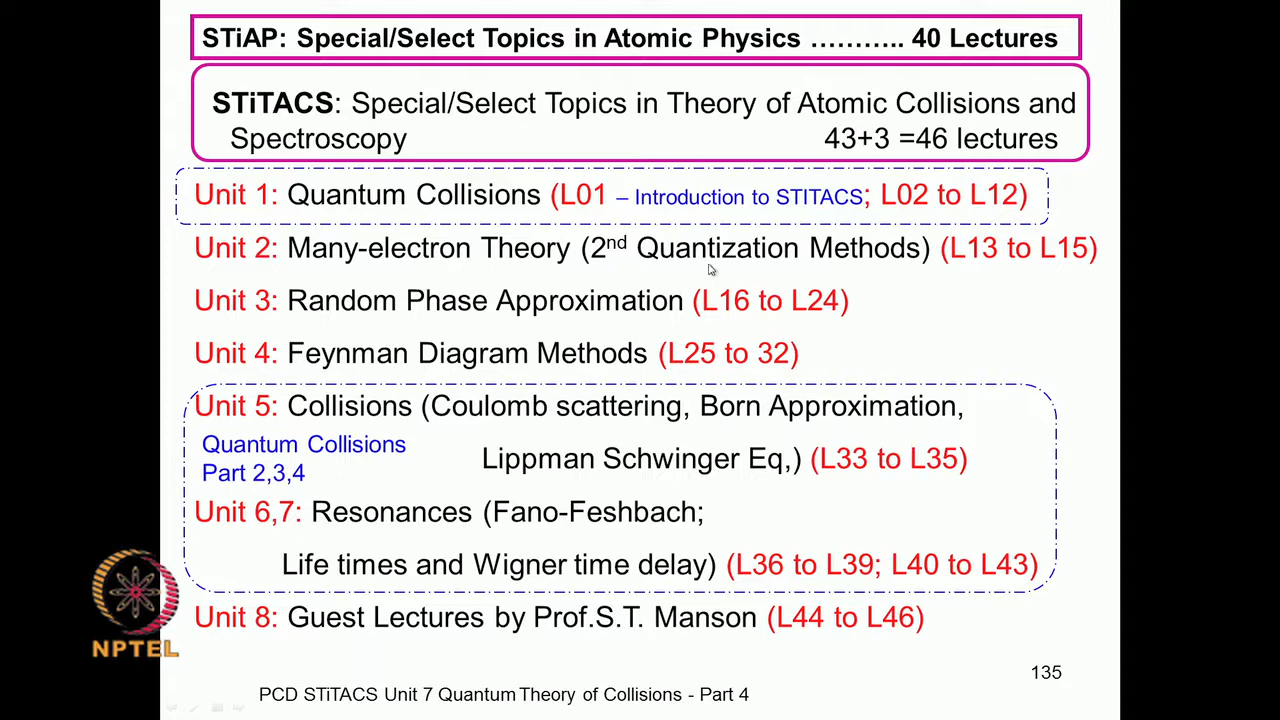 STiAP: Special/Select Topics in Atomic Physics ……….. 40 Lectures
STiTACS: Special/Select Topics in Theory of Atomic Collisions and
Spectroscopy 43+3 =46 lectures
Unit 1: Quantum Collisions (L01 – Introduction to STITACS; L02 to L12)
Unit 2: Many-electron Theory (2nd Quantization Methods) (L13 to L15)
Unit 3: Random Phase Approximation (L16 to L24)
Unit 4: Feynman Diagram Methods (L25 to 32)
Unit 5: Collisions (Coulomb scattering, Born Approximation,
Quantum Collisions
Part 2,3,4
Lippman Schwinger Eq,) (L33 to L35)
Unit 6,7: Resonances (Fano-Feshbach;
Life times and Wigner time delay) (L36 to L39; L40 to L43)
Unit 8: Guest Lectures by Prof.S.T. Manson (L44 to L46)
NPTEL
135
PCD STiTACS Unit 7 Quantum Theory of Collisions - Part 4